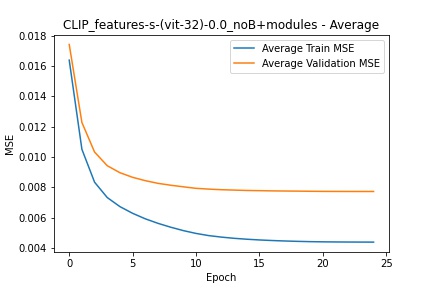 CLIP_features-s-(vit-32)-0.0_noB+modules - Average
Average Train MSE
Average Validation MSE
MSE
0.018
0.016
0.014
0.012
0.010
0.008
0.006
0.004
0 5 10 15 20 25
Epoch